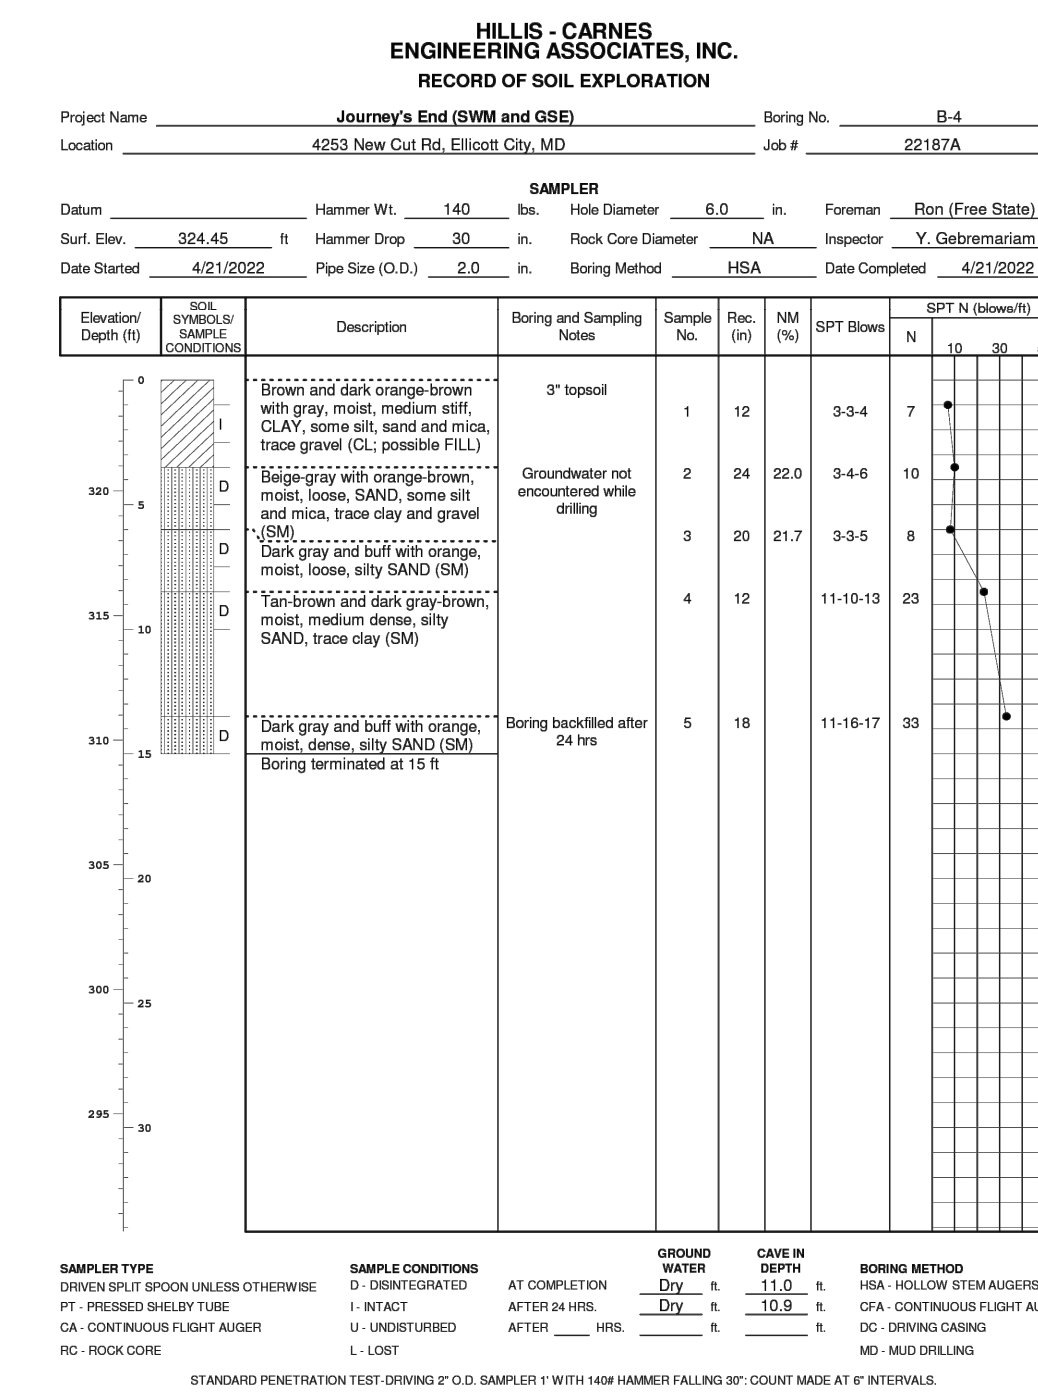 HILLIS - CARNES
ENGINEERING ASSOCIATES, INC.
RECORD OF SOIL EXPLORATION
Project Name Journey's End (SWM and GSE) Boring No. B-4
Location 4253 New Cut Rd, Ellicott City, MD Job # 22187A
SAMPLER
Datum Hammer Wt. 140 lbs. Hole Diameter 6.0 in. Foreman Ron (Free State)
Surf. Elev. 324.45 ft Hammer Drop 30 in. Rock Core Diameter NA Inspector Y. Gebremariam
Date Started 4/21/2022 Pipe Size (O.D.) 2.0 in. Boring Method HSA Date Completed 4/21/2022
Elevation/
Depth (ft)
SOIL
SYMBOLS/
SAMPLE
CONDITIONS
Description
Boring and Sampling
Notes
Sample
No.
Rec.
(in)
NM
(%)
SPT Blows
SPT N (blows/ft)
N
10 30
0
Brown and dark orange-brown
with gray, moist, medium stiff,
CLAY, some silt, sand and mica,
trace gravel (CL; possible FILL)
3" topsoil
I
1 12 3-3-4 7
320
5
D
Beige-gray with orange-brown,
moist, loose, SAND, some silt
and mica, trace clay and gravel
(SM)
Groundwater not
encountered while
drilling
2 24 22.0 3-4-6 10
D
Dark gray and buff with orange,
moist, loose, silty SAND (SM)
3 20 21.7 3-3-5 8
315
10
D
Tan-brown and dark gray-brown,
moist, medium dense, silty
SAND, trace clay (SM)
4 12 11-10-13 23
310
15
D
Dark gray and buff with orange,
moist, dense, silty SAND (SM)
Boring terminated at 15 ft
Boring backfilled after
24 hrs
5 18 11-16-17 33
305
20
300
25
295
30
SAMPLER TYPE
DRIVEN SPLIT SPOON UNLESS OTHERWISE
PT - PRESSED SHELBY TUBE
CA - CONTINUOUS FLIGHT AUGER
RC - ROCK CORE
SAMPLE CONDITIONS
D - DISINTEGRATED
I - INTACT
U - UNDISTURBED
L - LOST
GROUND
WATER
CAVE IN
DEPTH
AT COMPLETION Dry ft. 11.0 ft.
AFTER 24 HRS. Dry ft. 10.9 ft.
AFTER HRS. ft. ft.
BORING METHOD
HSA - HOLLOW STEM AUGERS
CFA - CONTINUOUS FLIGHT
DC - DRIVING CASING
MD - MUD DRILLING
STANDARD PENETRATION TEST-DRIVING 2" O.D. SAMPLER 1' WITH 140# HAMMER FALLING 30"; COUNT MADE AT 6" INTERVALS.